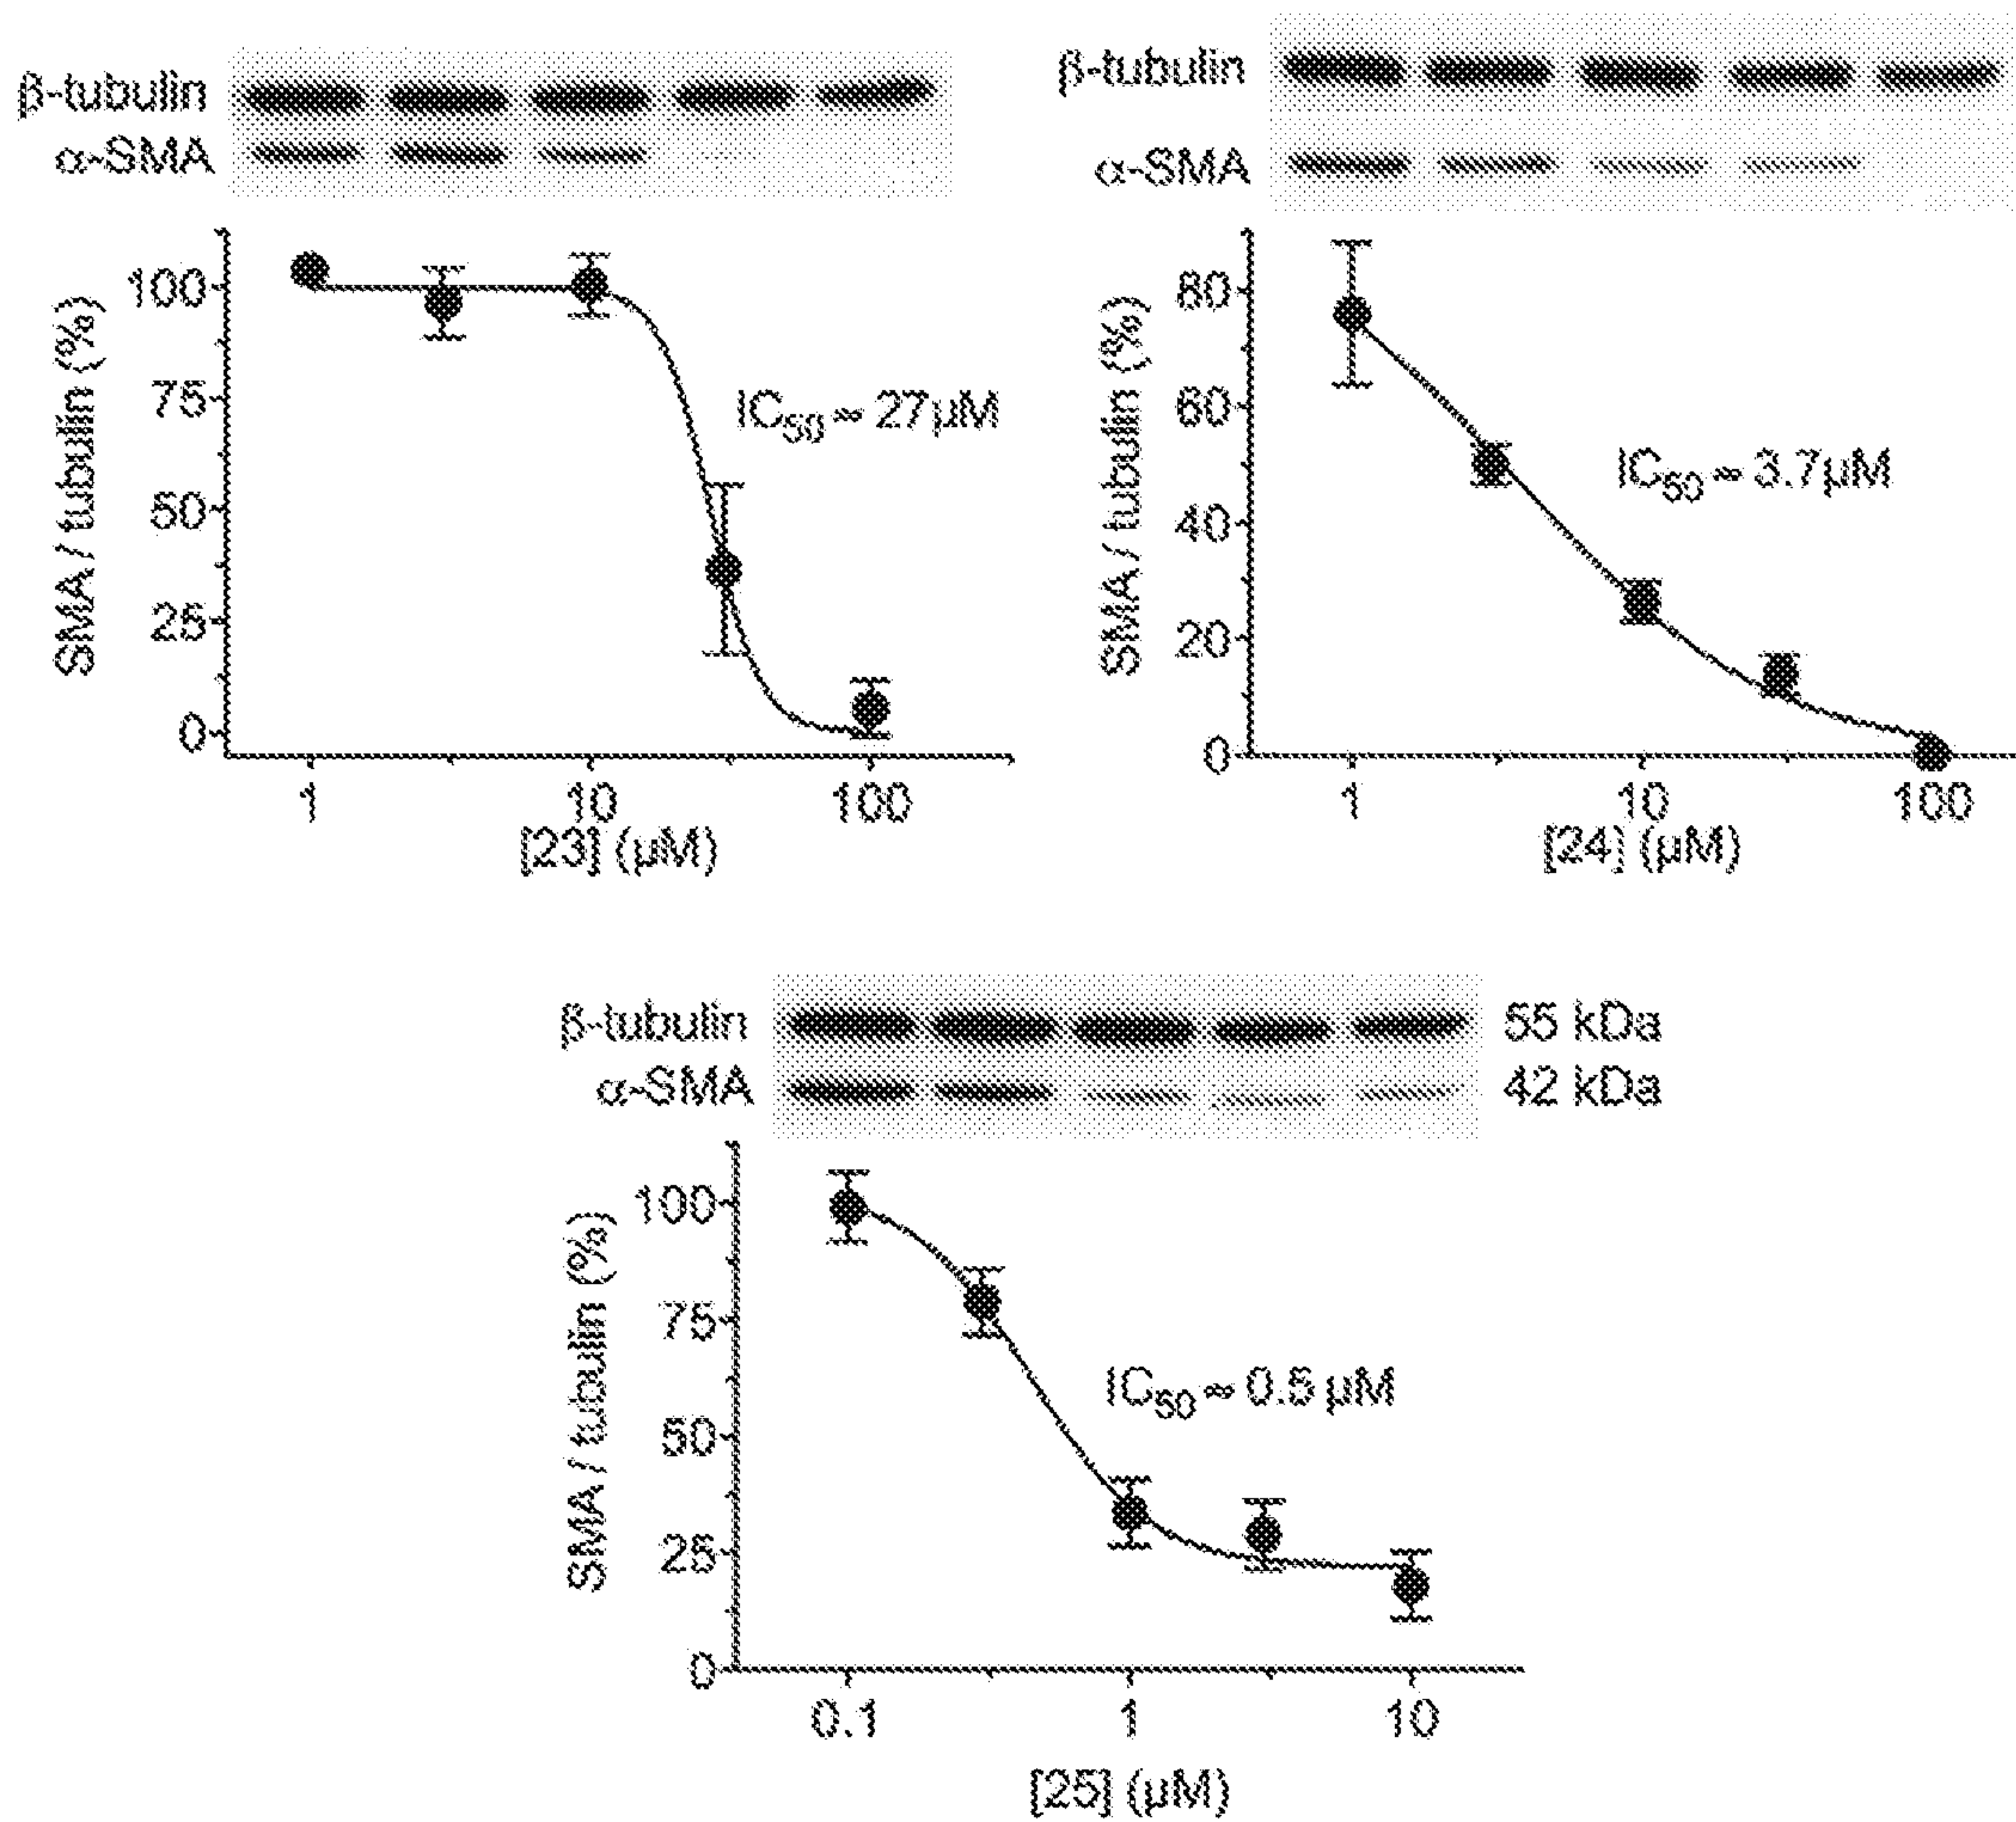 β-tubulin
α-SMA
SMA / tubulin (%)
100
75
50
25
0
IC50 ≈ 27µM
1
10
100
[23] (µM)
β-tubulin
α-SMA
SMA / tubulin (%)
80
60
40
20
0
IC50 ≈ 3.7µM
1
10
100
[24] (µM)
β-tubulin
55 kDa
α-SMA
42 kDa
SMA / tubulin (%)
100
75
50
25
0
IC50 ≈ 0.5 µM
0.1
1
10
[25] (µM)